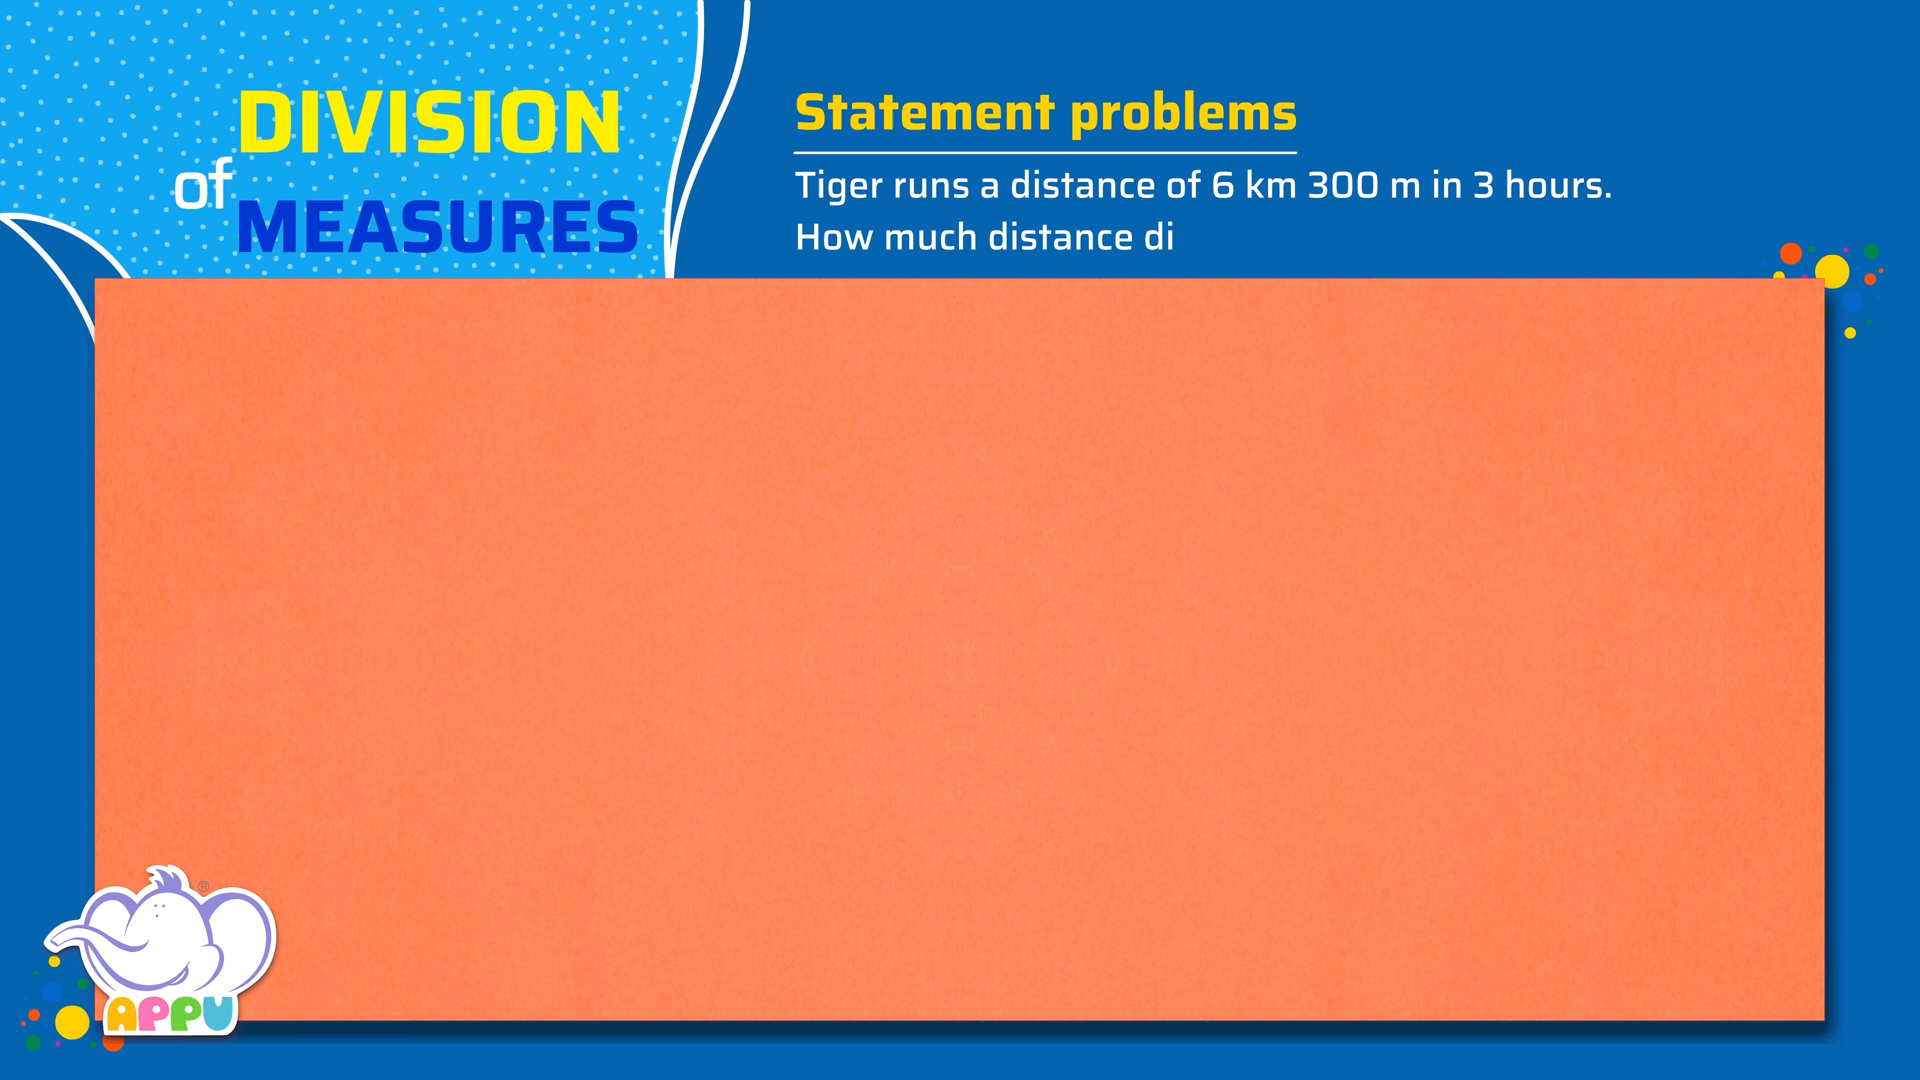 DIVISION
of
MEASURES
Statement problems
Tiger runs a distance of 6 km 300 m in 3 hours.
How much distance di
®
APPU